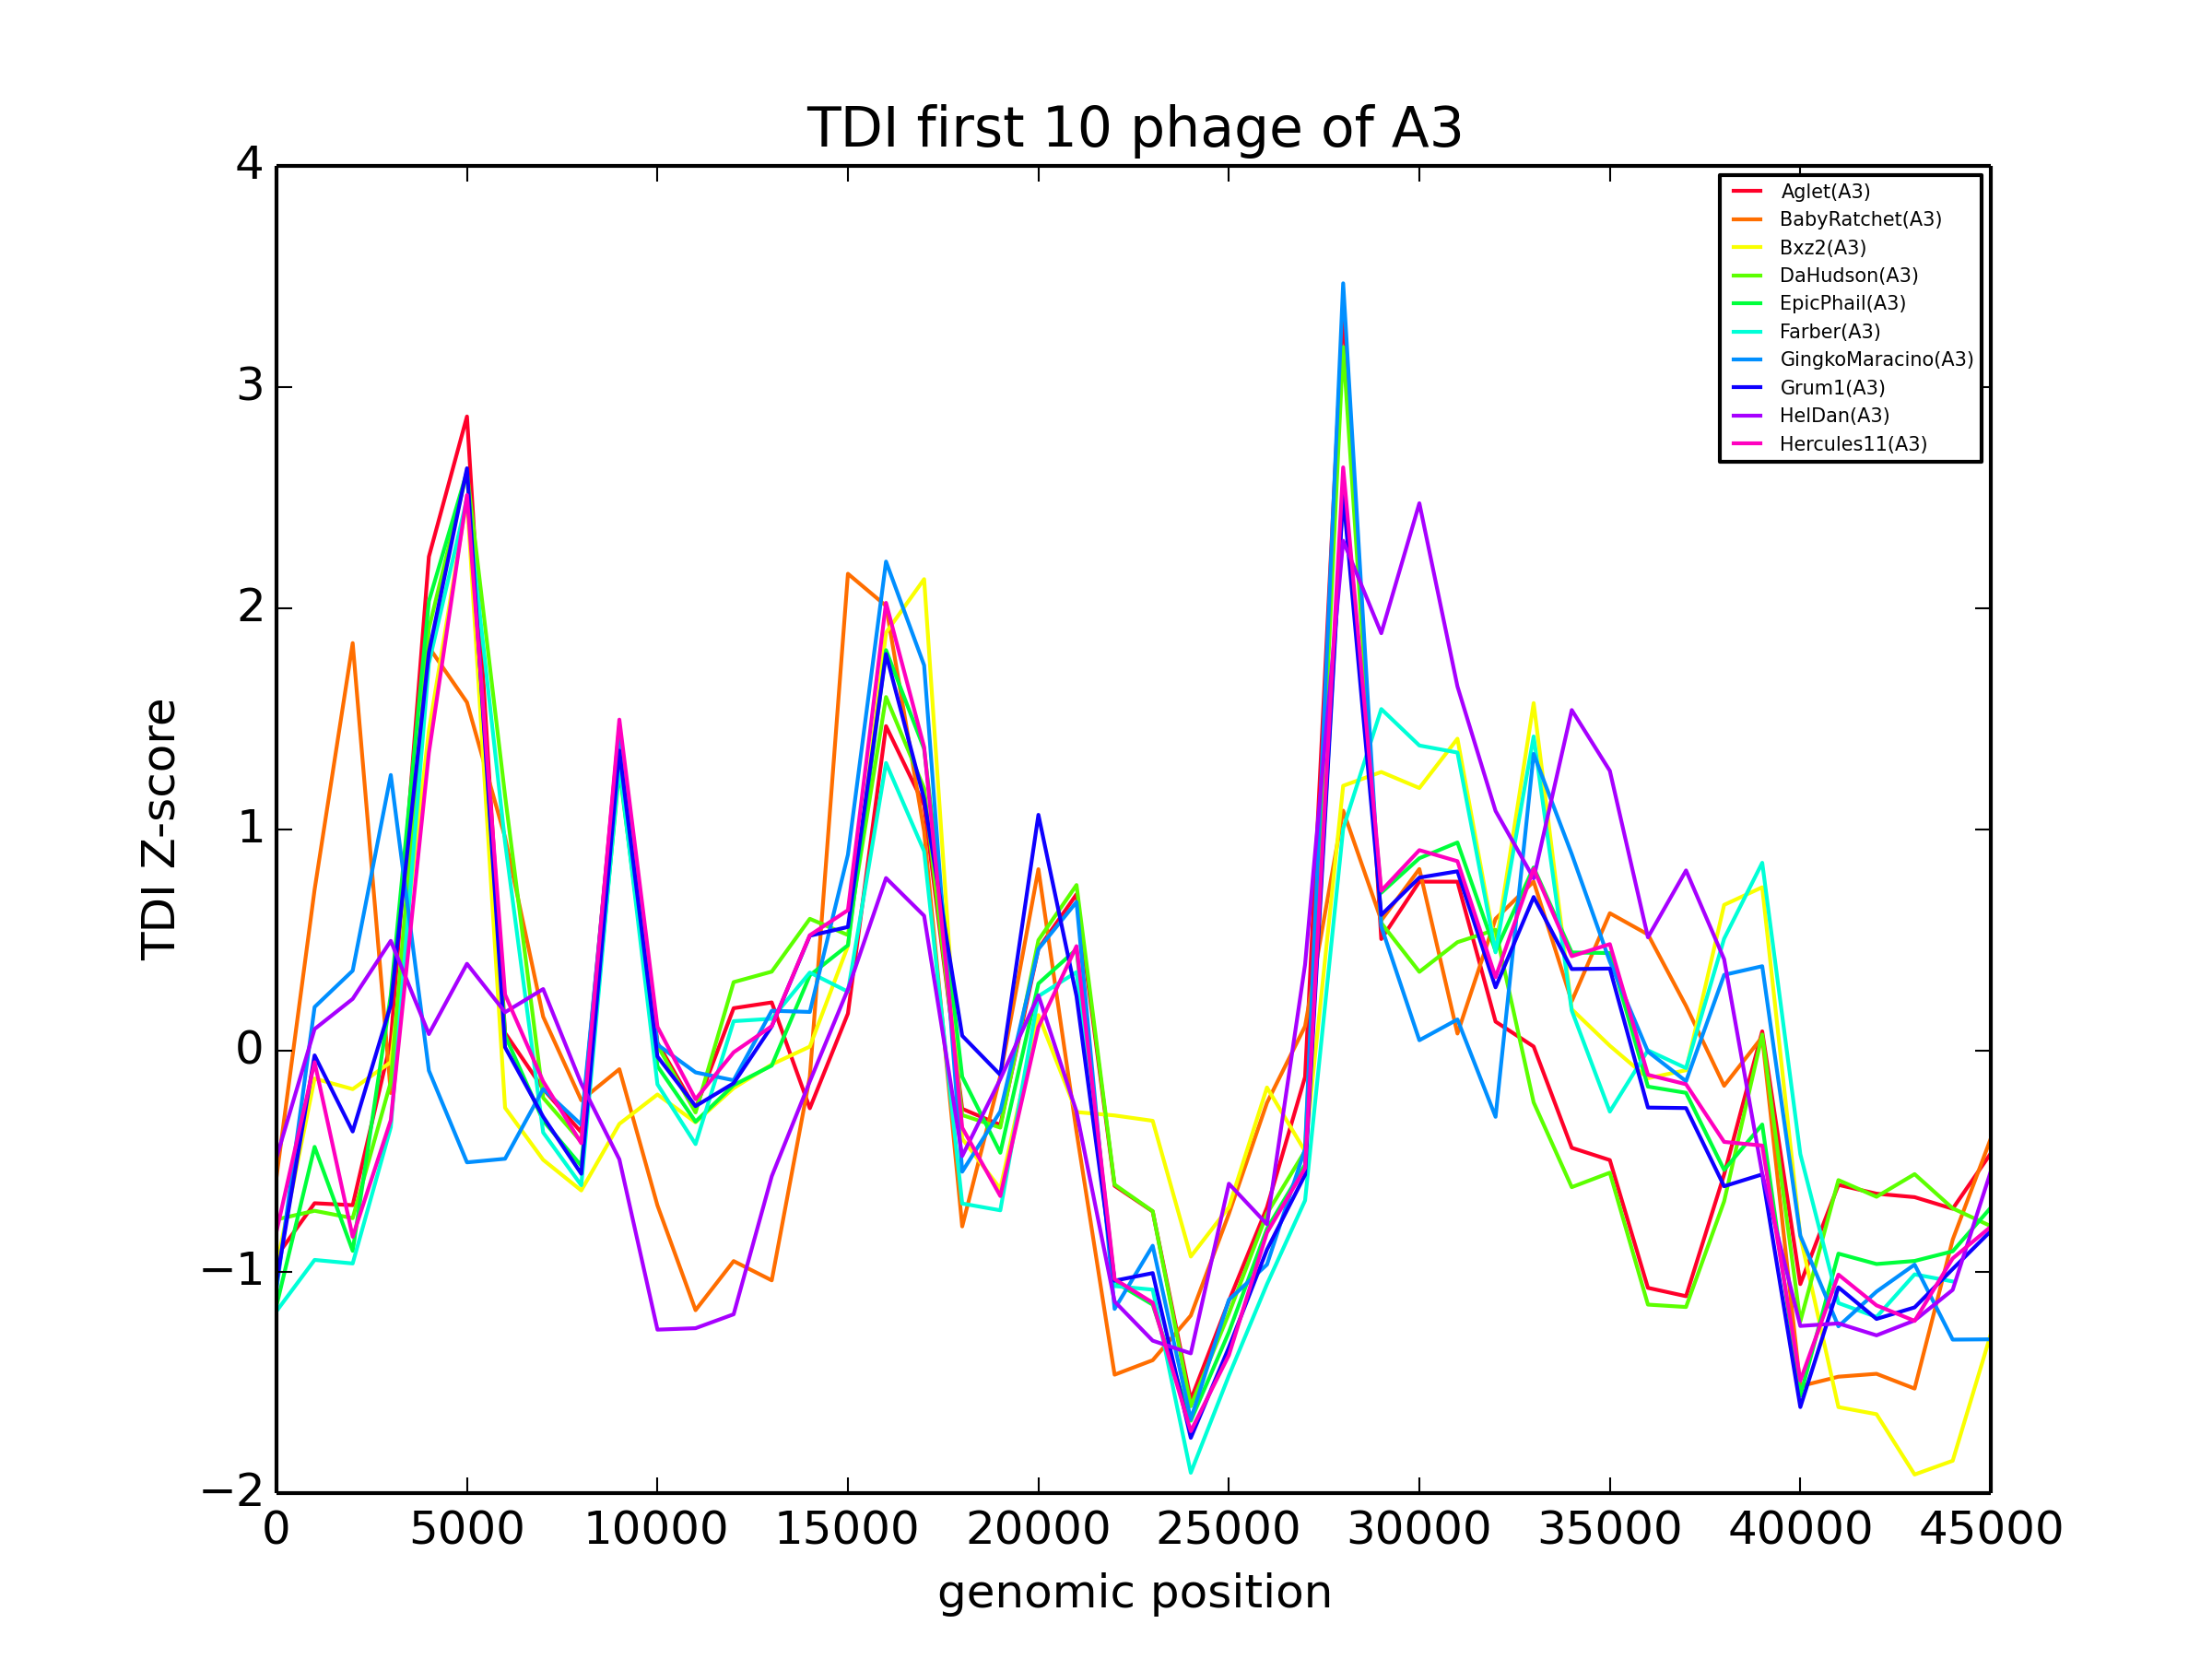 TDI first 10 phage of A3
4
3
2
1
0
−1
−2
TDI Z-score
Aglet(A3)
BabyRatchet(A3)
Bxz2(A3)
DaHudson(A3)
EpicPhail(A3)
Farber(A3)
GingkoMaracino(A3)
Grum1(A3)
HelDan(A3)
Hercules11(A3)
0 5000 10000 15000 20000 25000 30000 35000 40000 45000
genomic position